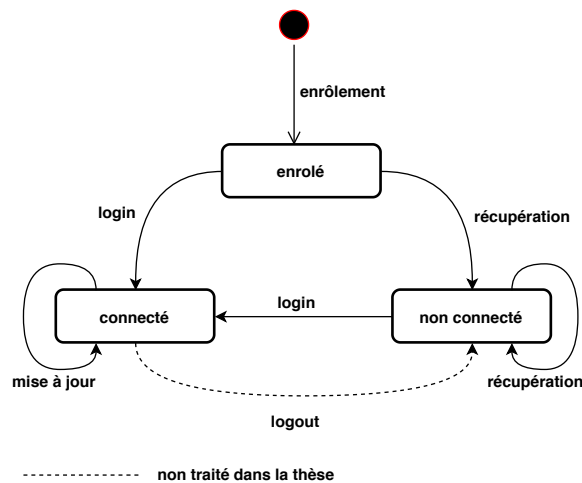 enrôlement
enrolé
login
récupération
connecté
login
non connecté
mise à jour
récupération
logout
non traité dans la thèse